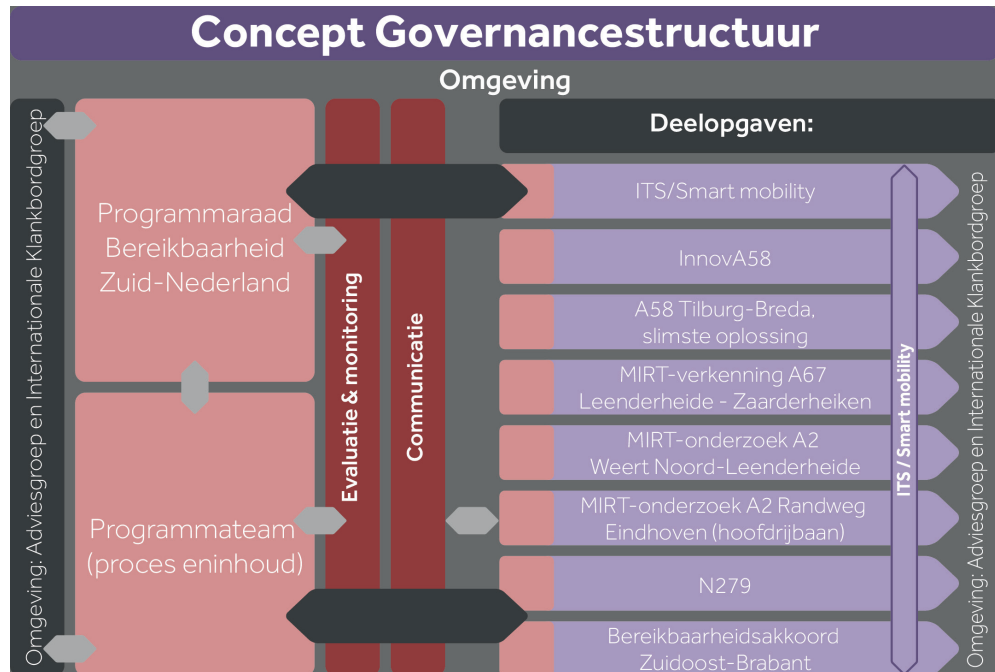 Concept Governancestructuur
Omgeving
Omgeving: Adviesgroep en Internationale Klankbordgroep
Programmaraad
Bereikbaarheid
Zuid-Nederland
Programmateam
(proces eninhoud)
Evaluatie & monitoring
Communicatie
Deelopgaven:
ITS/Smart mobility
InnovA58
A58 Tilburg-Breda,
slimste oplossing
MIRT-verkenning A67
Leenderheide - Zaarderheiken
MIRT-onderzoek A2
Weert Noord-Leenderheide
MIRT-onderzoek A2 Randweg
Eindhoven (hoofdrijbaan)
N279
Bereikbaarheidsakkoord
Zuidoost-Brabant
ITS / Smart mobility
Omgeving: Adviesgroep en Internationale Klankbordgroep